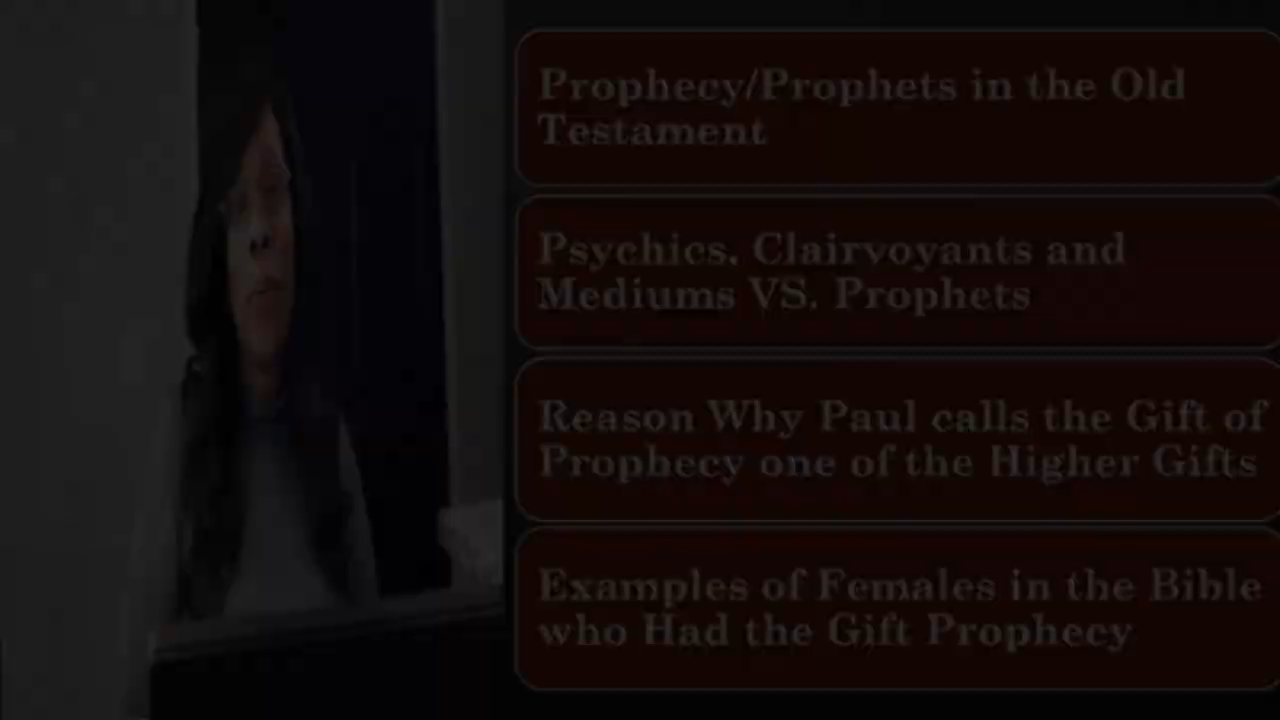 Prophecy/Prophets in the Old
Testament
Psychics, Clairvoyants and
Mediums VS. Prophets
Reason Why Paul calls the Gift of
Prophecy one of the Higher Gifts
Examples of Females in the Bible
who Had the Gift Prophecy